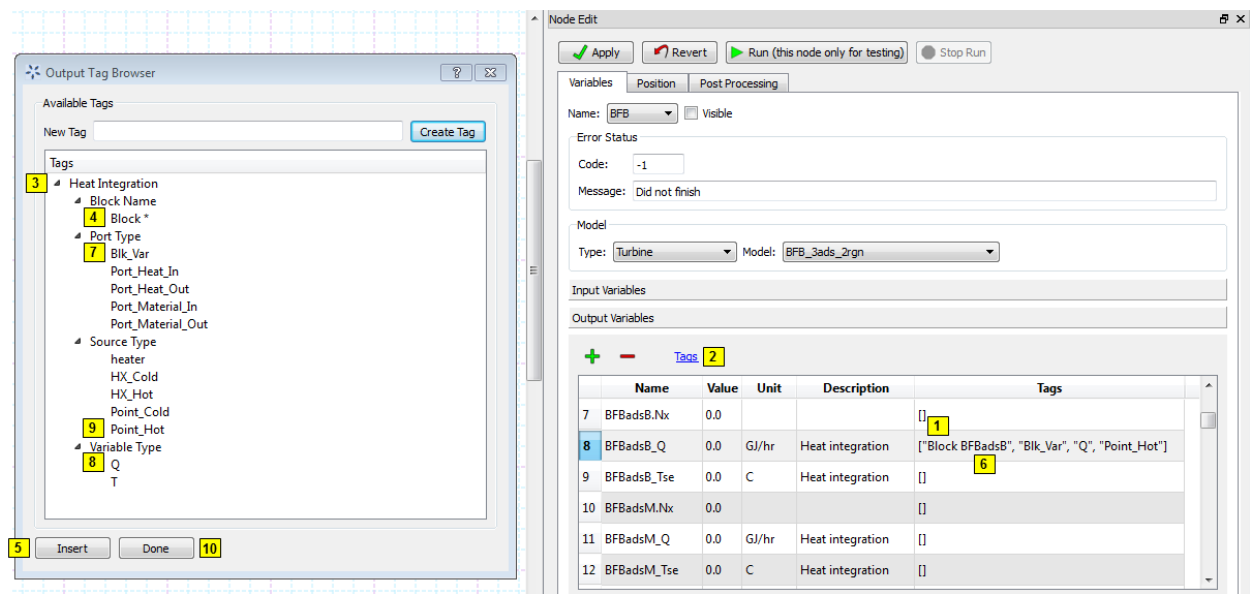 Output Tag Browser
Available Tags
New Tag
Create Tag
Tags
3 Heat Integration
Block Name
4 Block *
Port Type
7 Blk_Var
Port_Heat_In
Port_Heat_Out
Port_Material_In
Port_Material_Out
Source Type
heater
HX_Cold
HX_Hot
Point_Cold
9 Point_Hot
Variable Type
8 Q
T
5 Insert Done 10
Node Edit
Apply Revert Run (this node only for testing) Stop Run
Variables Position Post Processing
Name: BFB Visible
Error Status
Code: -1
Message: Did not finish
Model
Type: Turbine Model: BFB_3ads_2rgn
Input Variables
Output Variables
Tags 2
Name Value Unit Description Tags
7 BFBadsB.Nx 0.0 []
1
8 BFBadsB_Q 0.0 GJ/hr Heat integration ["Block BFBadsB", "Blk_Var", "Q", "Point_Hot"]
6
9 BFBadsB_Tse 0.0 C Heat integration []
10 BFBadsM.Nx 0.0 []
11 BFBadsM_Q 0.0 GJ/hr Heat integration []
12 BFBadsM_Tse 0.0 C Heat integration []